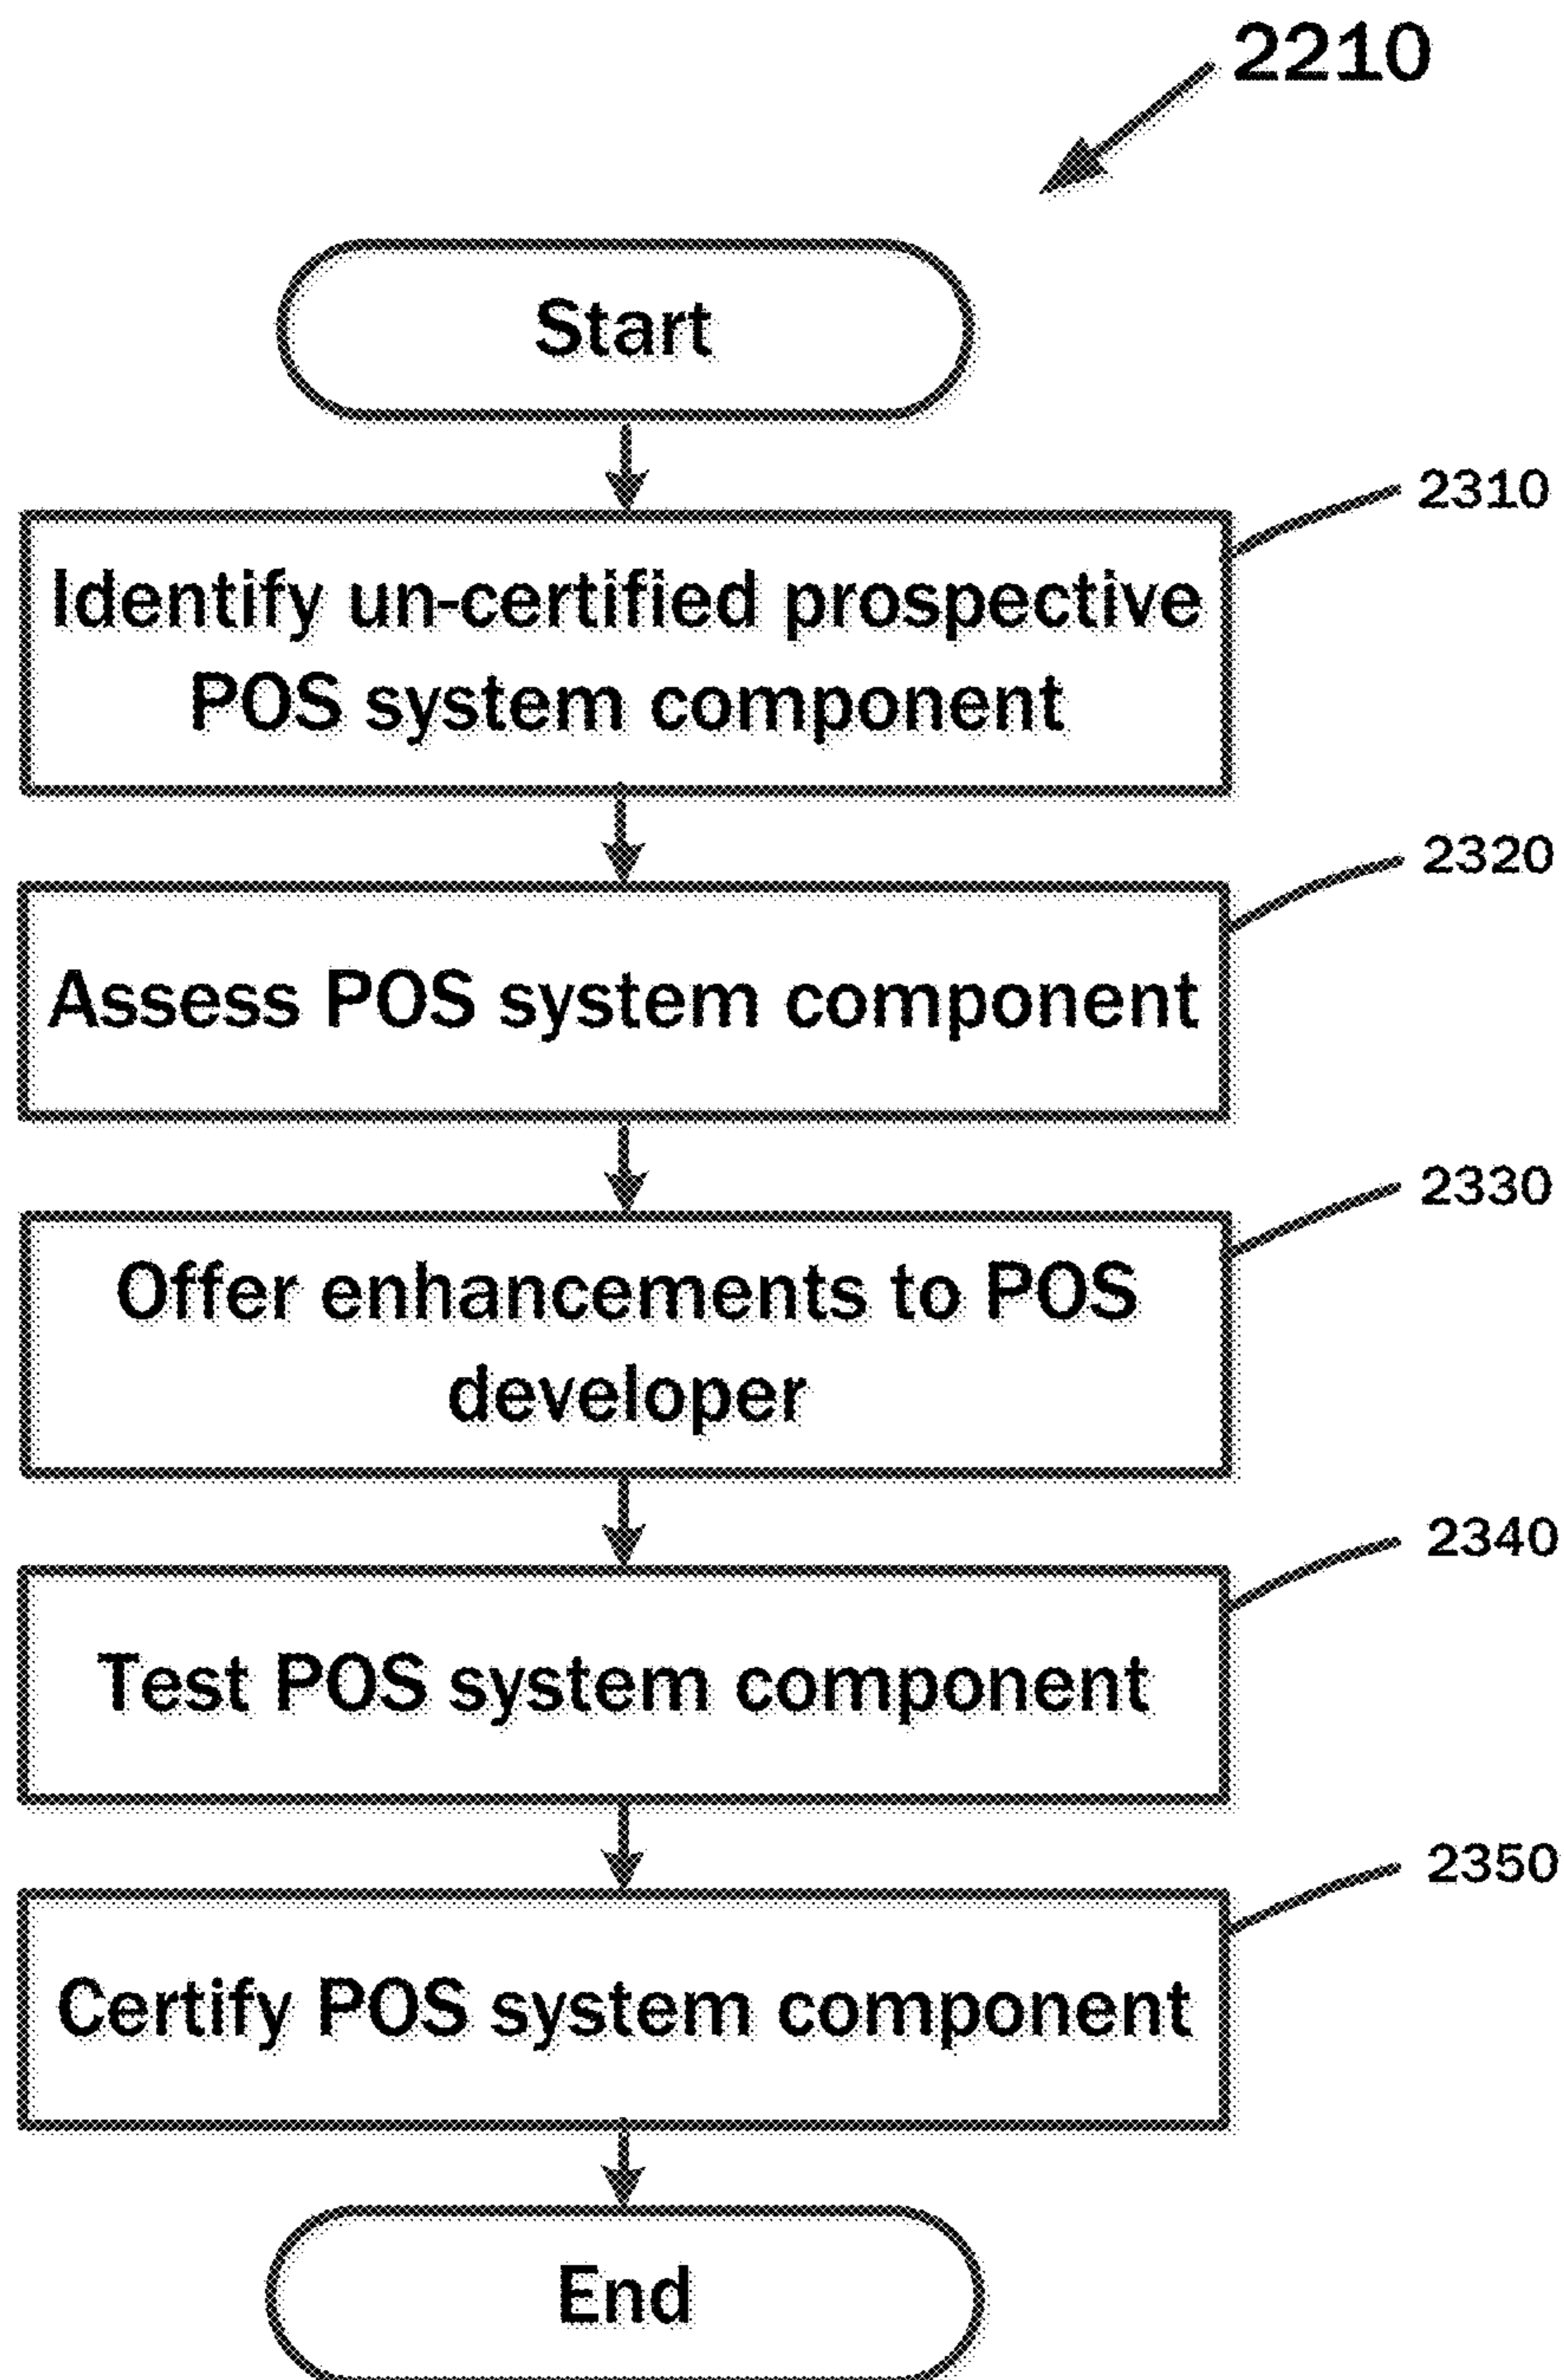 2210
Start
2310
Identify un-certified prospective
POS system component
2320
Assess POS system component
2330
Offer enhancements to POS
developer
2340
Test POS system component
2350
Certify POS system component
End